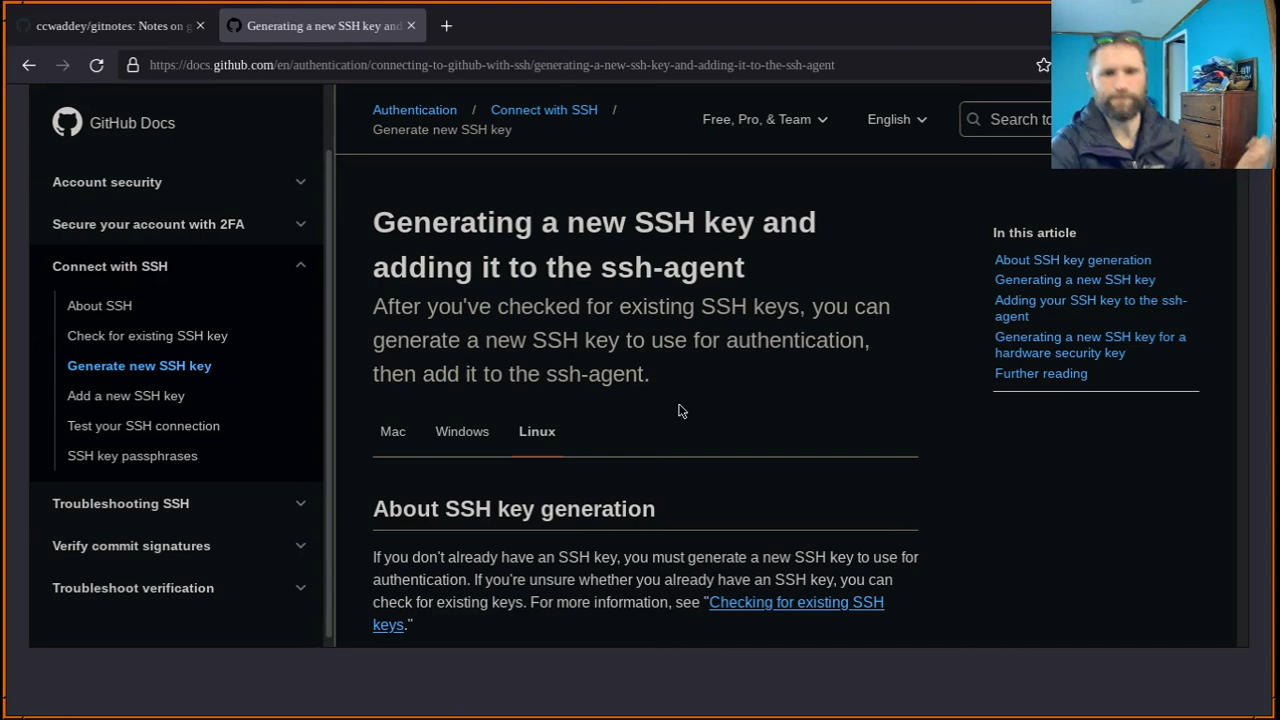 ccwaddey/gitnotes: Notes on g
Generating a new SSH key and
https://docs.github.com/en/authentication/connecting-to-github-with-ssh/generating-a-new-ssh-key-and-adding-it-to-the-ssh-agent
GitHub Docs
Account security
Secure your account with 2FA
Connect with SSH
About SSH
Check for existing SSH key
Generate new SSH key
Add a new SSH key
Test your SSH connection
SSH key passphrases
Troubleshooting SSH
Verify commit signatures
Troubleshoot verification
Authentication / Connect with SSH /
Generate new SSH key
Free, Pro, & Team
English
Search to
Generating a new SSH key and
adding it to the ssh-agent
After you've checked for existing SSH keys, you can
generate a new SSH key to use for authentication,
then add it to the ssh-agent.
Mac Windows Linux
About SSH key generation
If you don't already have an SSH key, you must generate a new SSH key to use for
authentication. If you're unsure whether you already have an SSH key, you can
check for existing keys. For more information, see "Checking for existing SSH
keys."
In this article
About SSH key generation
Generating a new SSH key
Adding your SSH key to the ssh-
agent
Generating a new SSH key for a
hardware security key
Further reading